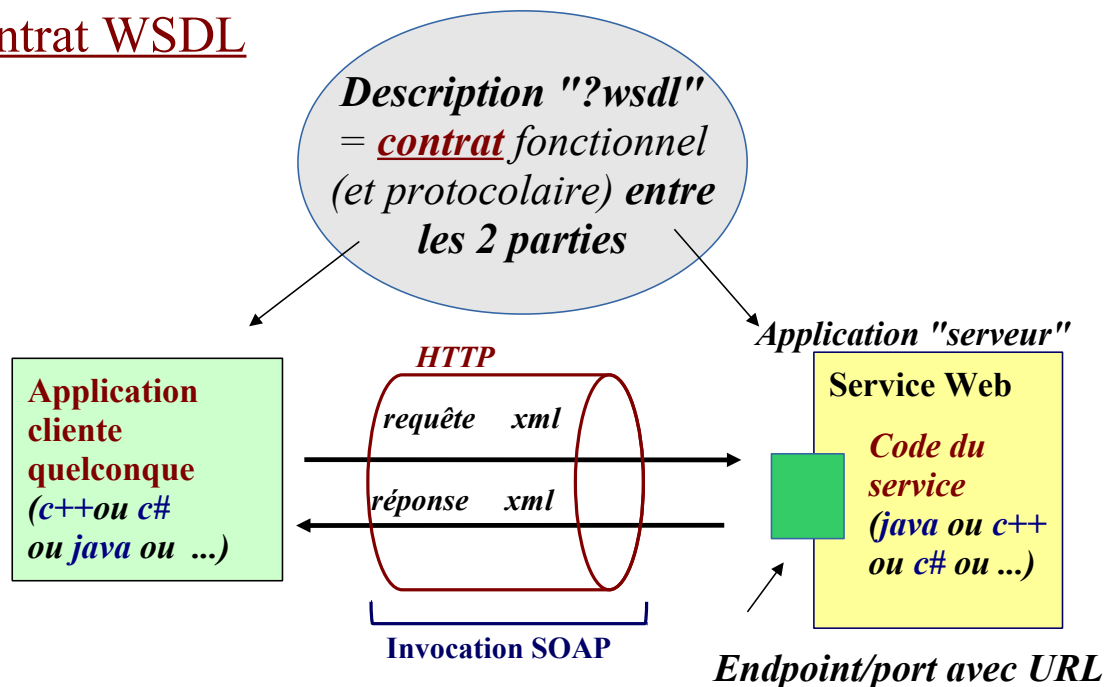 ntrat WSDL
Description "?wsdl"
= contrat fonctionnel
(et protocolaire) entre
les 2 parties
Application "serveur"
HTTP
requête xml
réponse xml
Invocation SOAP
Application
cliente
quelconque
(c++ou c#
ou java ou ...)
Service Web
Code du
service
(java ou c++
ou c# ou ...)
Endpoint/port avec URL